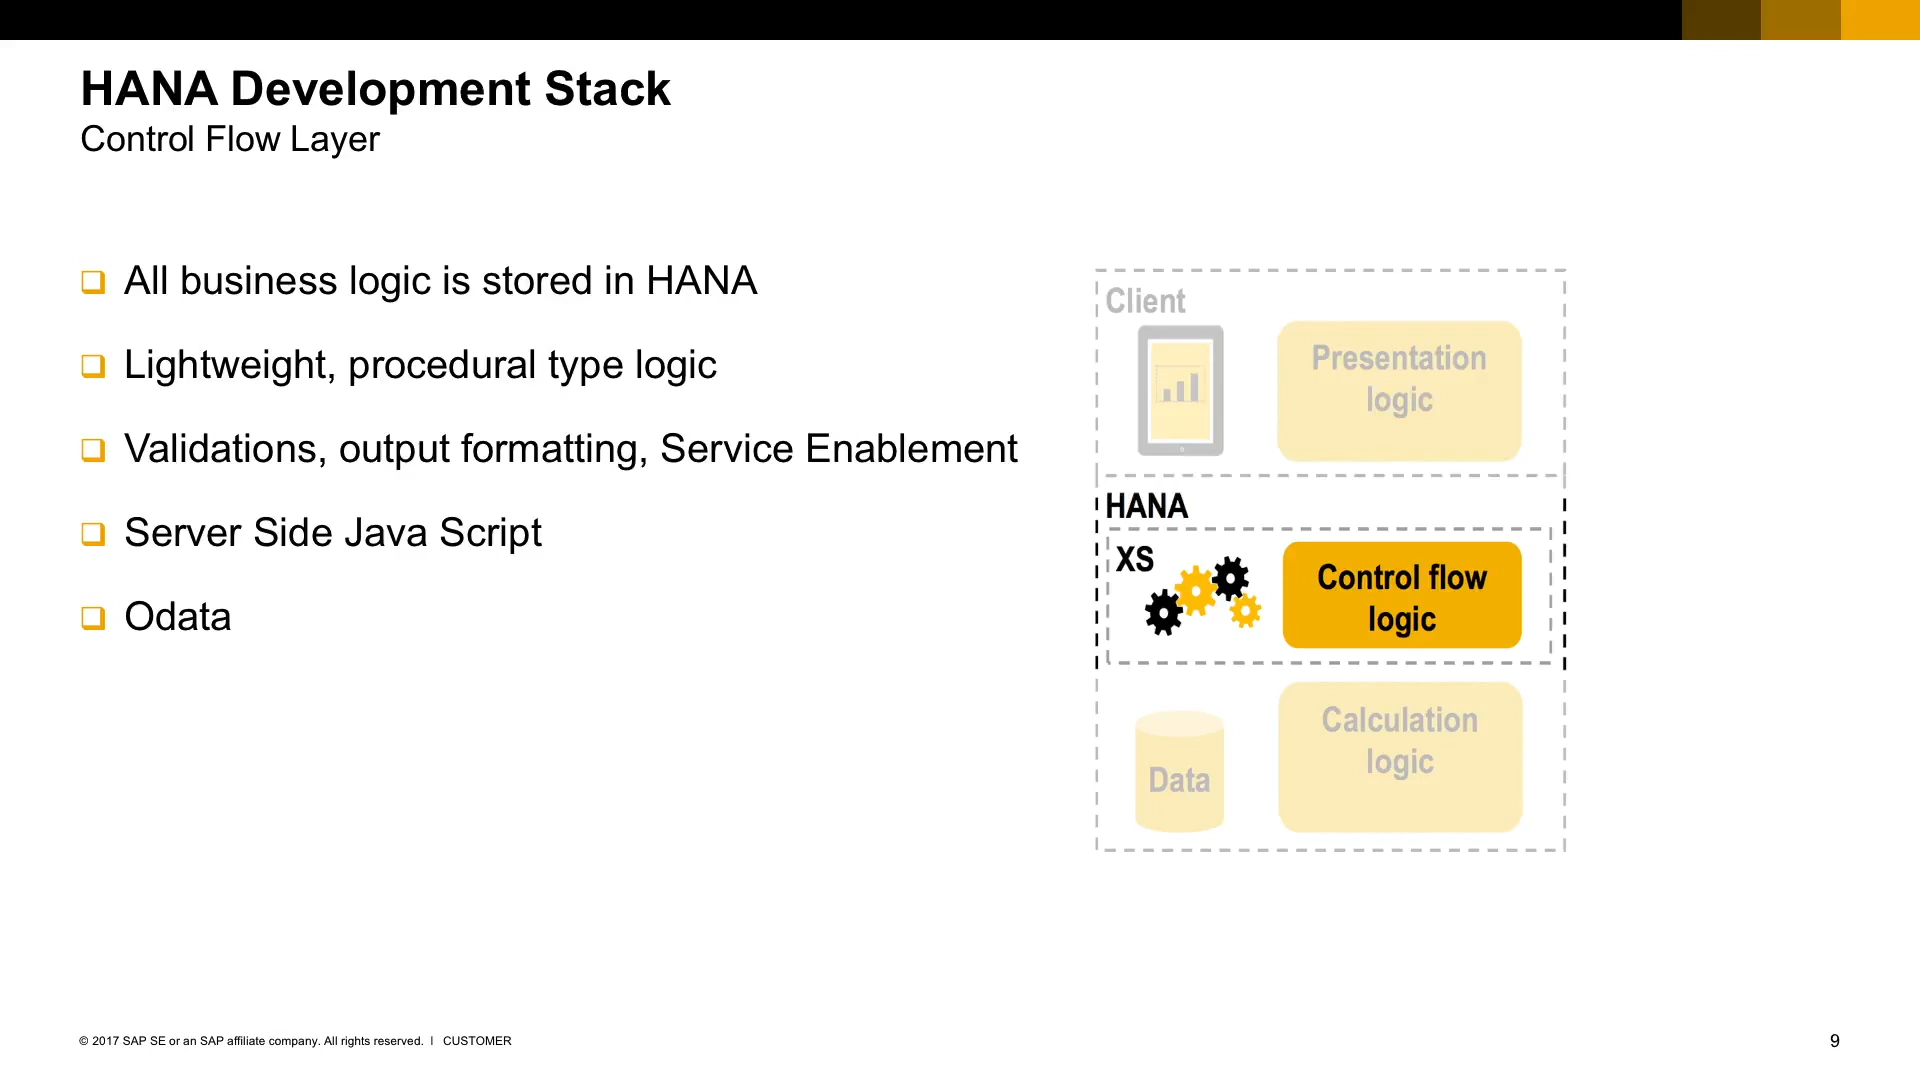 HANA Development Stack
Control Flow Layer
All business logic is stored in HANA
Lightweight, procedural type logic
Validations, output formatting, Service Enablement
Server Side Java Script
Odata
Client
Presentation
logic
HANA
XS
Control flow
logic
Data
Calculation
logic
© 2017 SAP SE or an SAP affiliate company. All rights reserved. | CUSTOMER
9